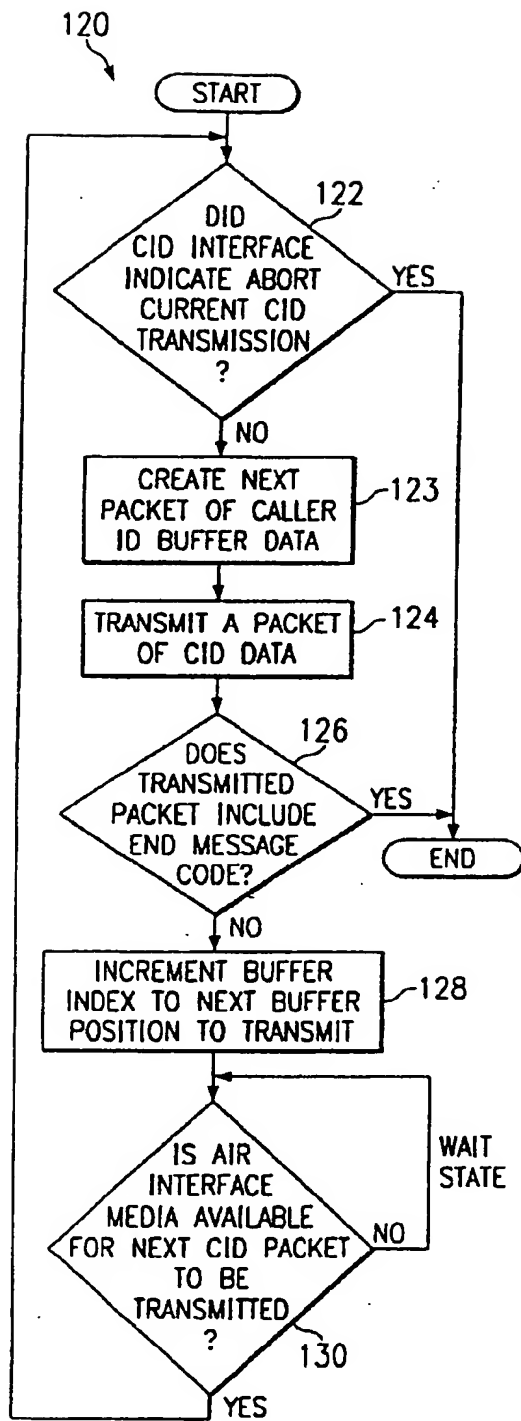 120
START
122
DID
CID INTERFACE
INDICATE ABORT
CURRENT CID
TRANSMISSION
?
YES
NO
CREATE NEXT
PACKET OF CALLER
ID BUFFER DATA
123
TRANSMIT A PACKET
OF CID DATA
124
126
DOES
TRANSMITTED
PACKET INCLUDE
END MESSAGE
CODE?
YES
END
NO
INCREMENT BUFFER
INDEX TO NEXT BUFFER
POSITION TO TRANSMIT
128
IS AIR
INTERFACE
MEDIA AVAILABLE
FOR NEXT CID PACKET
TO BE
TRANSMITTED
?
NO
WAIT
STATE
130
YES